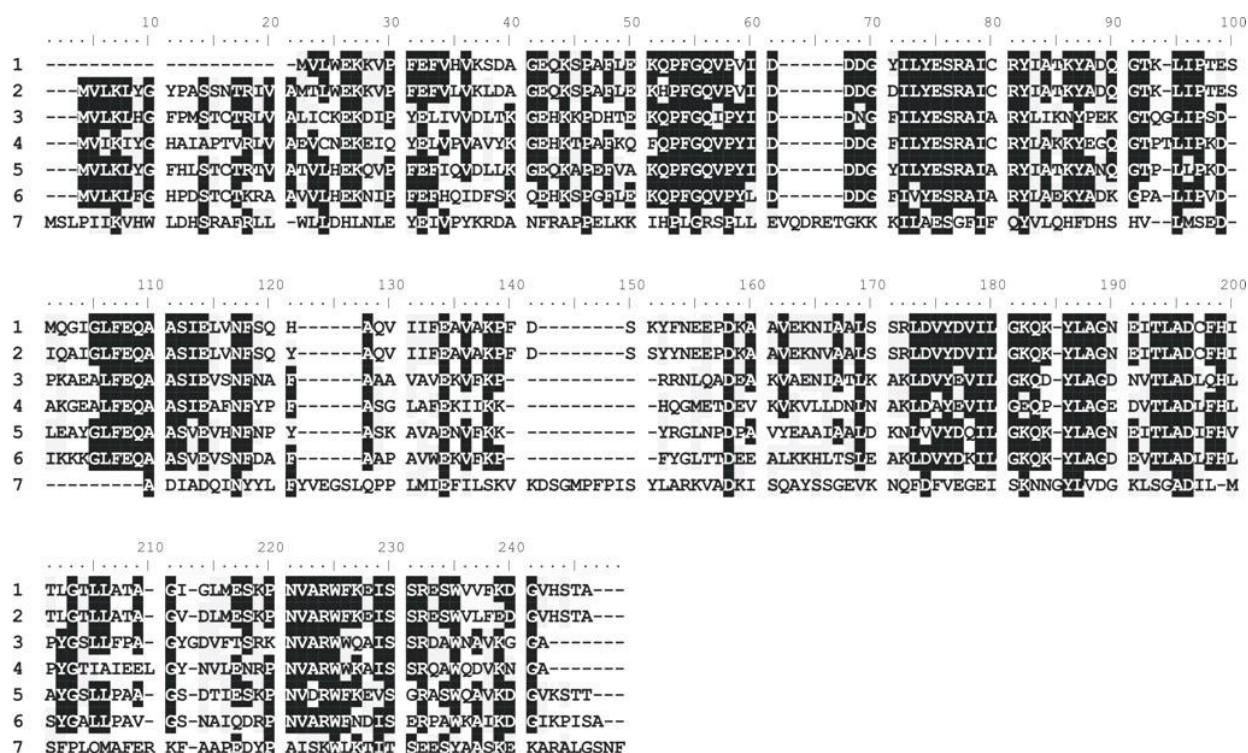 10 20 30 40 50 60 70 80 90 100
1 ---------- ---------- -MVLWEKKVP FEFVHVKSDA GEQKSPAFLE KQPFGQVPVI D-----DDG YILYESRAIC RYIATKYADQ GTK-LIPTES
2 ---MVLKLYG YPASSNTRIV AMTLWEKKVP FEFVLVKLDA GEQKSPAFLE KHPFGQVPVI D------DDG DILYESRAIC RYIATKYADQ GTK-LIPTES
3 ---MVLKLHG FPMSTCTRLV ALICKEKDIP YELIVVDLTK GEHKKPDHTE KQPFGQIPYI D------DNG FILYESRAIA RYLIKNYPEK GTQGLIPSD-
4 ---MVIKIYG HAIAPTVRLV AEVCNEKEIQ YELVPVAVYK GEHKTPAFKQ FQPFGQVPYI D------DDG FILYESRAIA RYLAKKYEGQ GTPTLIPKD-
5 ---MVLKLYG FHLSTCTRTV ATVLHEKQVP FEFIQVDLLK GEQKAPEFVA KQPFGQVPYI D------DDG FILYESRAIA RYIATKYANQ GTP-LLPKD-
6 ---MVLKLFG HPDSTCTKRA AVVLHEKNIP FEFHQIDFSK QEHKSPGFLE KQPFGQVPYL D------DDG FIVYESRAIA RYLAEKYADK GPA-LIPVD-
7 MSLPIIKVHW LDHSRAFRLL -WLLDHLNLE YEIVPYKRDA NFRAPPELKK IHPLGRSPLL EVQDRETGKK KILAESGFIF QYVLQHFDHS HV--LMSED-
110 120 130 140 150 160 170 180 190 200
1 MQGIGLFEQA ASIELVNFSQ H------AQV IIFEAVAKPF D--------S KYFNEEPDKA AVEKNIAALS SRLDVYDVIL GKQK-YLAGN EITLADCFHI
2 IQAIGLFEQA ASIELVNFSQ Y------AQV IIFEAVAKPF D--------S SYYNEEPDKA AVEKNVAALS SRLDVYDVIL GKQK-YLAGN EITLADCFHI
3 PKAEALFEQA ASIEVSNFNA F------AAA VAVEKVFKP- ---------- -RRNLQADEA KVAENIATLK AKLDVYEVIL GKQD-YLAGD NVTLADLQHL
4 AKGEALFEQA ASIEAFNFYP F------ASG LAFEKIIKK- ---------- -HQGMETDEV KVKVLLDNLN AKLDAYEVIL GEQP-YLAGE DVTLADLFHL
5 LEAYGLFEQA ASVEVHNFNP Y------ASK AVAENVFKK- ---------- -YRGLNPDPA VYEAAIAALD KNLVVYDQIL GKQK-YLAGN EITLADIFHV
6 IKKKGLFEQA ASVEVSNFDA F------AAP AVWEKVFKP- ---------- -FYGLTTDEE ALKKHLTSLE AKLDVYDKIL GKQK-YLAGD EVTLADLFHL
7 ---------A DIADQINYYL FYVEGSLQPP LMIEFILSKV KDSGMPFPIS YLARKVADKI SQAYSSGEVK NQFDFVEGEI SKNNGYLVDG KLSGADIL-M
210 220 230 240
1 TLGTLLATA- GI-GLMESKP NVARWFKEIS SRESWVVFKD GVHSTA---
2 TLGTLLATA- GV-DLMESKP NVARWFKEIS SRESWVLFED GVHSTA---
3 PYGSLLFPA- GYGDVFTSRK NVARWWQAIS SRDAWNAVKG GA-------
4 PYGTIAIEEL GY-NVLENRP NVARWWKAIS SRQAWQDVKN GA-------
5 AYGSLLPAA- GS-DTIESKP NVDRWFKEVS GRASWQAVKD GVKSTT---
6 SYGALLPAV- GS-NAIQDRP NVARWFNDIS ERPAWKAIKD GIKPISA--
7 SFPLQMAFER KF-AAPEDYP AISKWLKTIT SEESYAASKE KARALGSNF